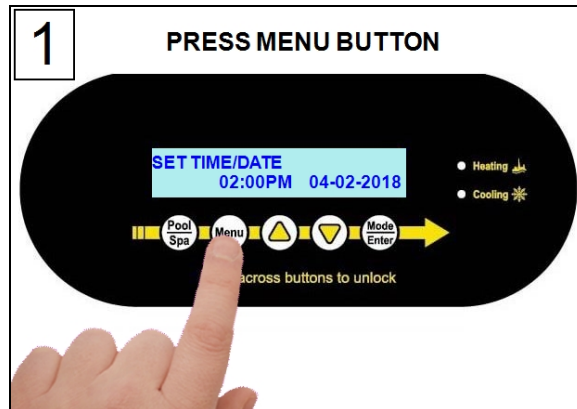 1
PRESS MENU BUTTON
SET TIME/DATE
02:00PM 04-02-2018
Heating
Cooling
Pool
Spa
Menu
Mode
Enter
across buttons to unlock